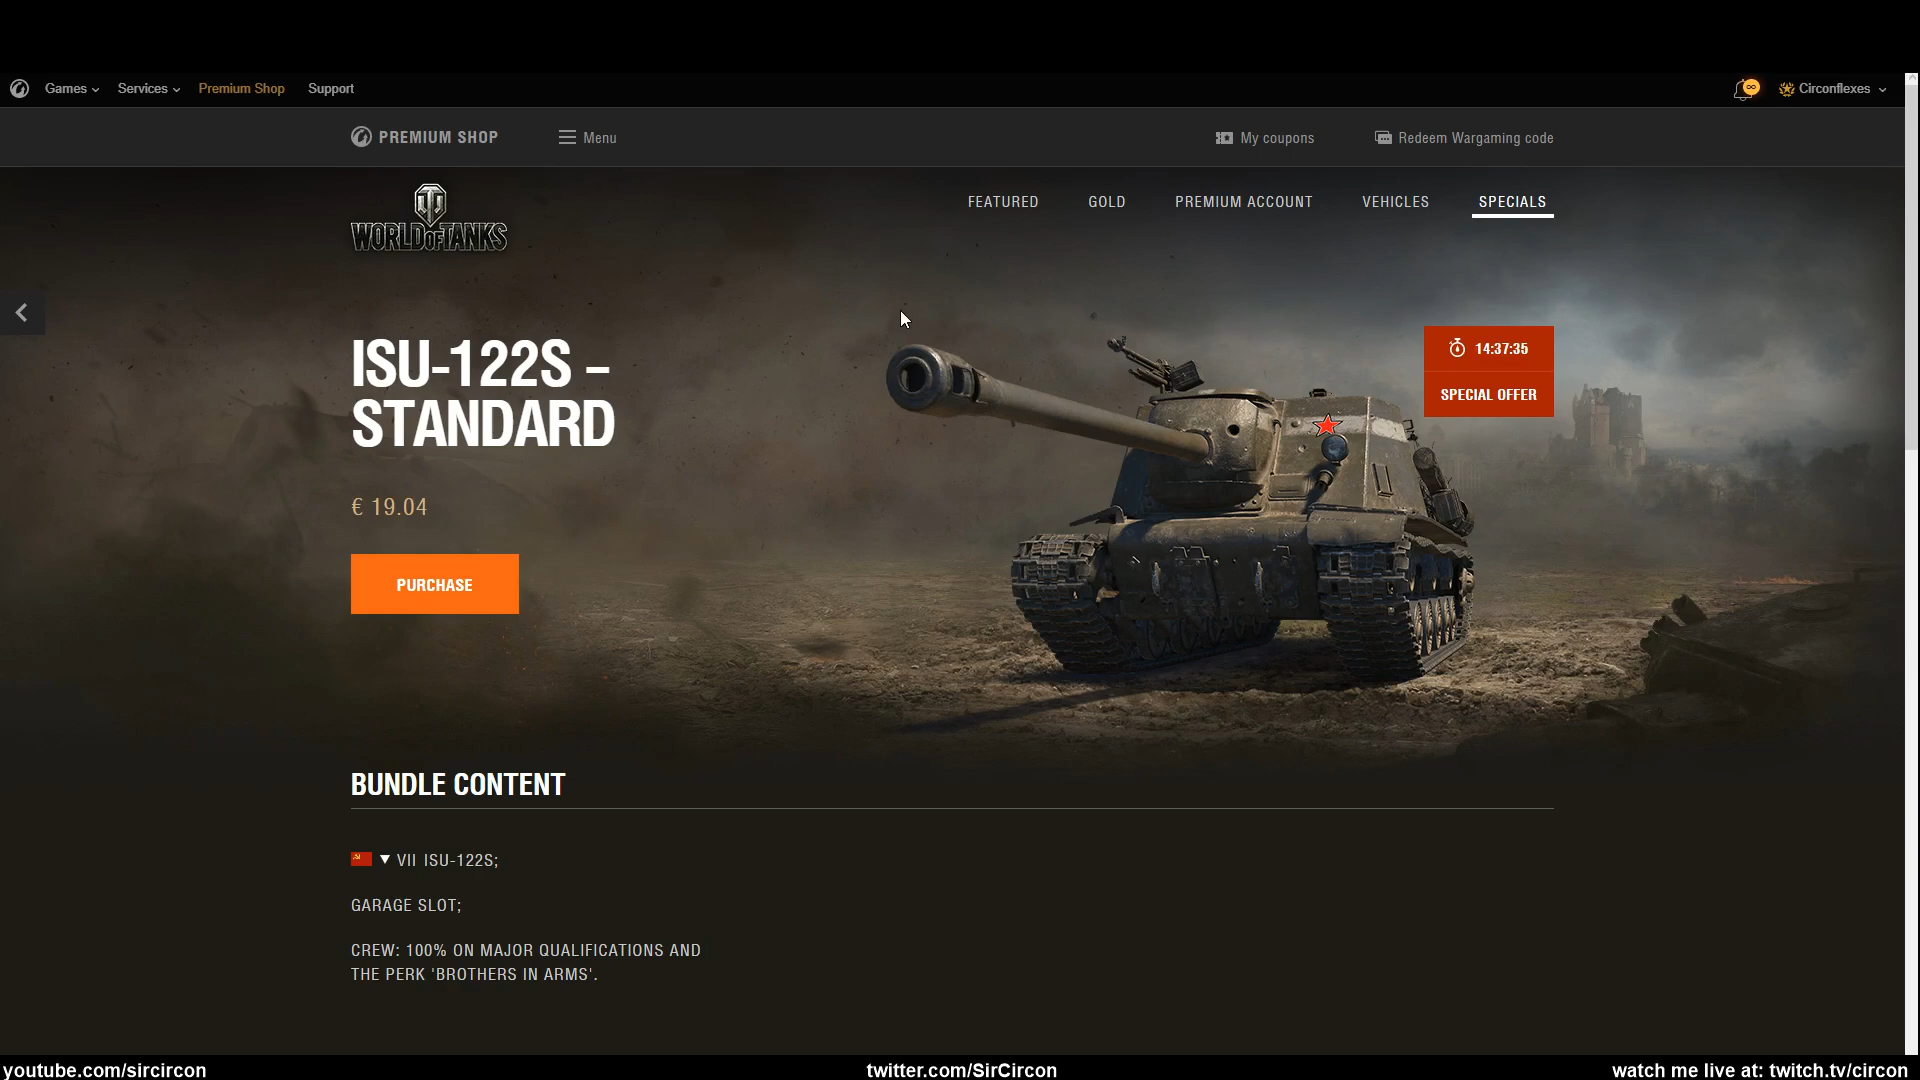 Games Services Premium Shop Support
∞ Circonflexes
PREMIUM SHOP Menu My coupons Redeem Wargaming code
WORLD OF TANKS
FEATURED GOLD PREMIUM ACCOUNT VEHICLES SPECIALS
ISU-122S –
STANDARD
14:37:35
SPECIAL OFFER
€ 19.04
PURCHASE
BUNDLE CONTENT
VII ISU-122S;
GARAGE SLOT;
CREW: 100% ON MAJOR QUALIFICATIONS AND
THE PERK 'BROTHERS IN ARMS'.
youtube.com/sircircon twitter.com/SirCircon watch me live at: twitch.tv/circon